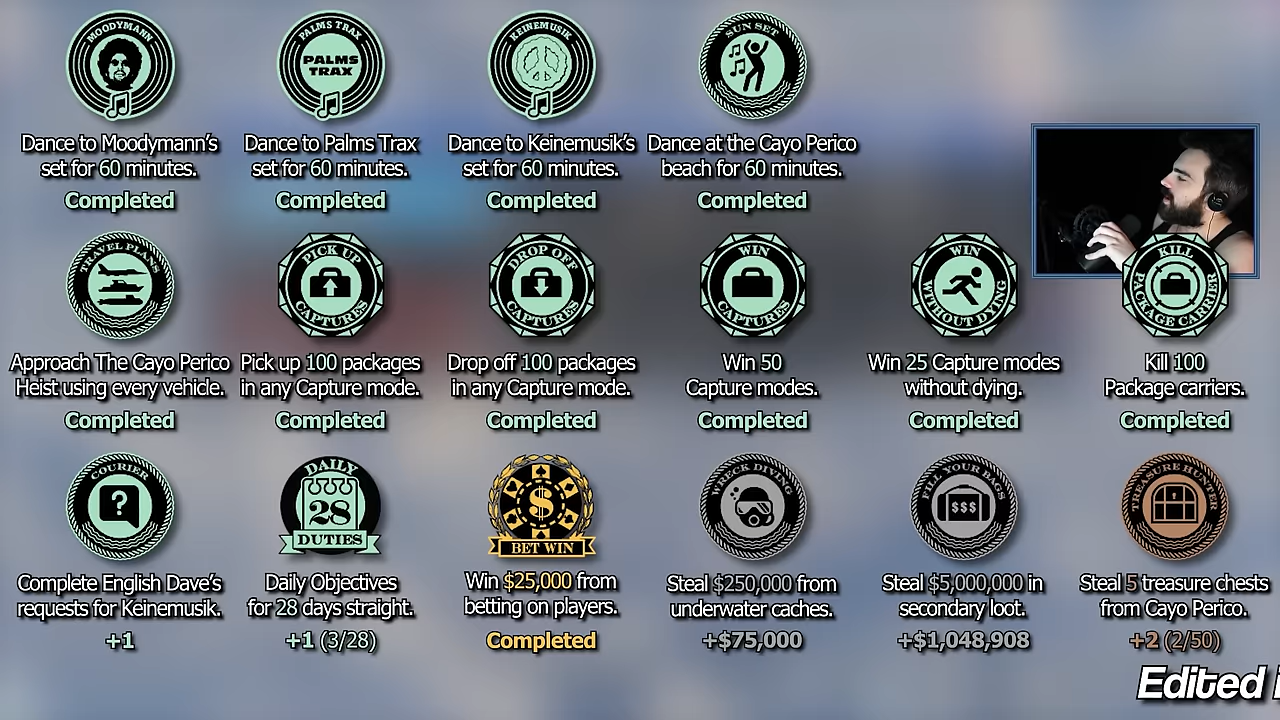 MOODYMANN
PALMS TRAX
KEINEMUSIK
SUN SET
PALMS
TRAX
Dance to Moodymann's
set for 60 minutes.
Completed
Dance to Palms Trax
set for 60 minutes.
Completed
Dance to Keinemusik's
set for 60 minutes.
Completed
Dance at the Cayo Perico
beach for 60 minutes.
Completed
TRAVEL PLANS
Approach The Cayo Perico
Heist using every vehicle.
Completed
PICK UP
CAPTURES
Pick up 100 packages
in any Capture mode.
Completed
DROP OFF
CAPTURES
Drop off 100 packages
in any Capture mode.
Completed
WIN
CAPTURES
Win 50
Capture modes.
Completed
WIN
WITHOUT DYING
Win 25 Capture modes
without dying.
Completed
KILL
PACKAGE CARRIER
Kill 100
Package carriers.
Completed
COURIER
?
Complete English Dave's
requests for Keinemusik.
+1
DAILY
28
DUTIES
Daily Objectives
for 28 days straight.
+1 (3/28)
$
BET WIN
Win $25,000 from
betting on players.
Completed
WRECK DIVING
Steal $250,000 from
underwater caches.
+$75,000
FILL YOUR BAGS
$$$
Steal $5,000,000 in
secondary loot.
+$1,048,908
TREASURE HUNTER
Steal 5 treasure chests
from Cayo Perico.
+2 (2/50)
Edited i